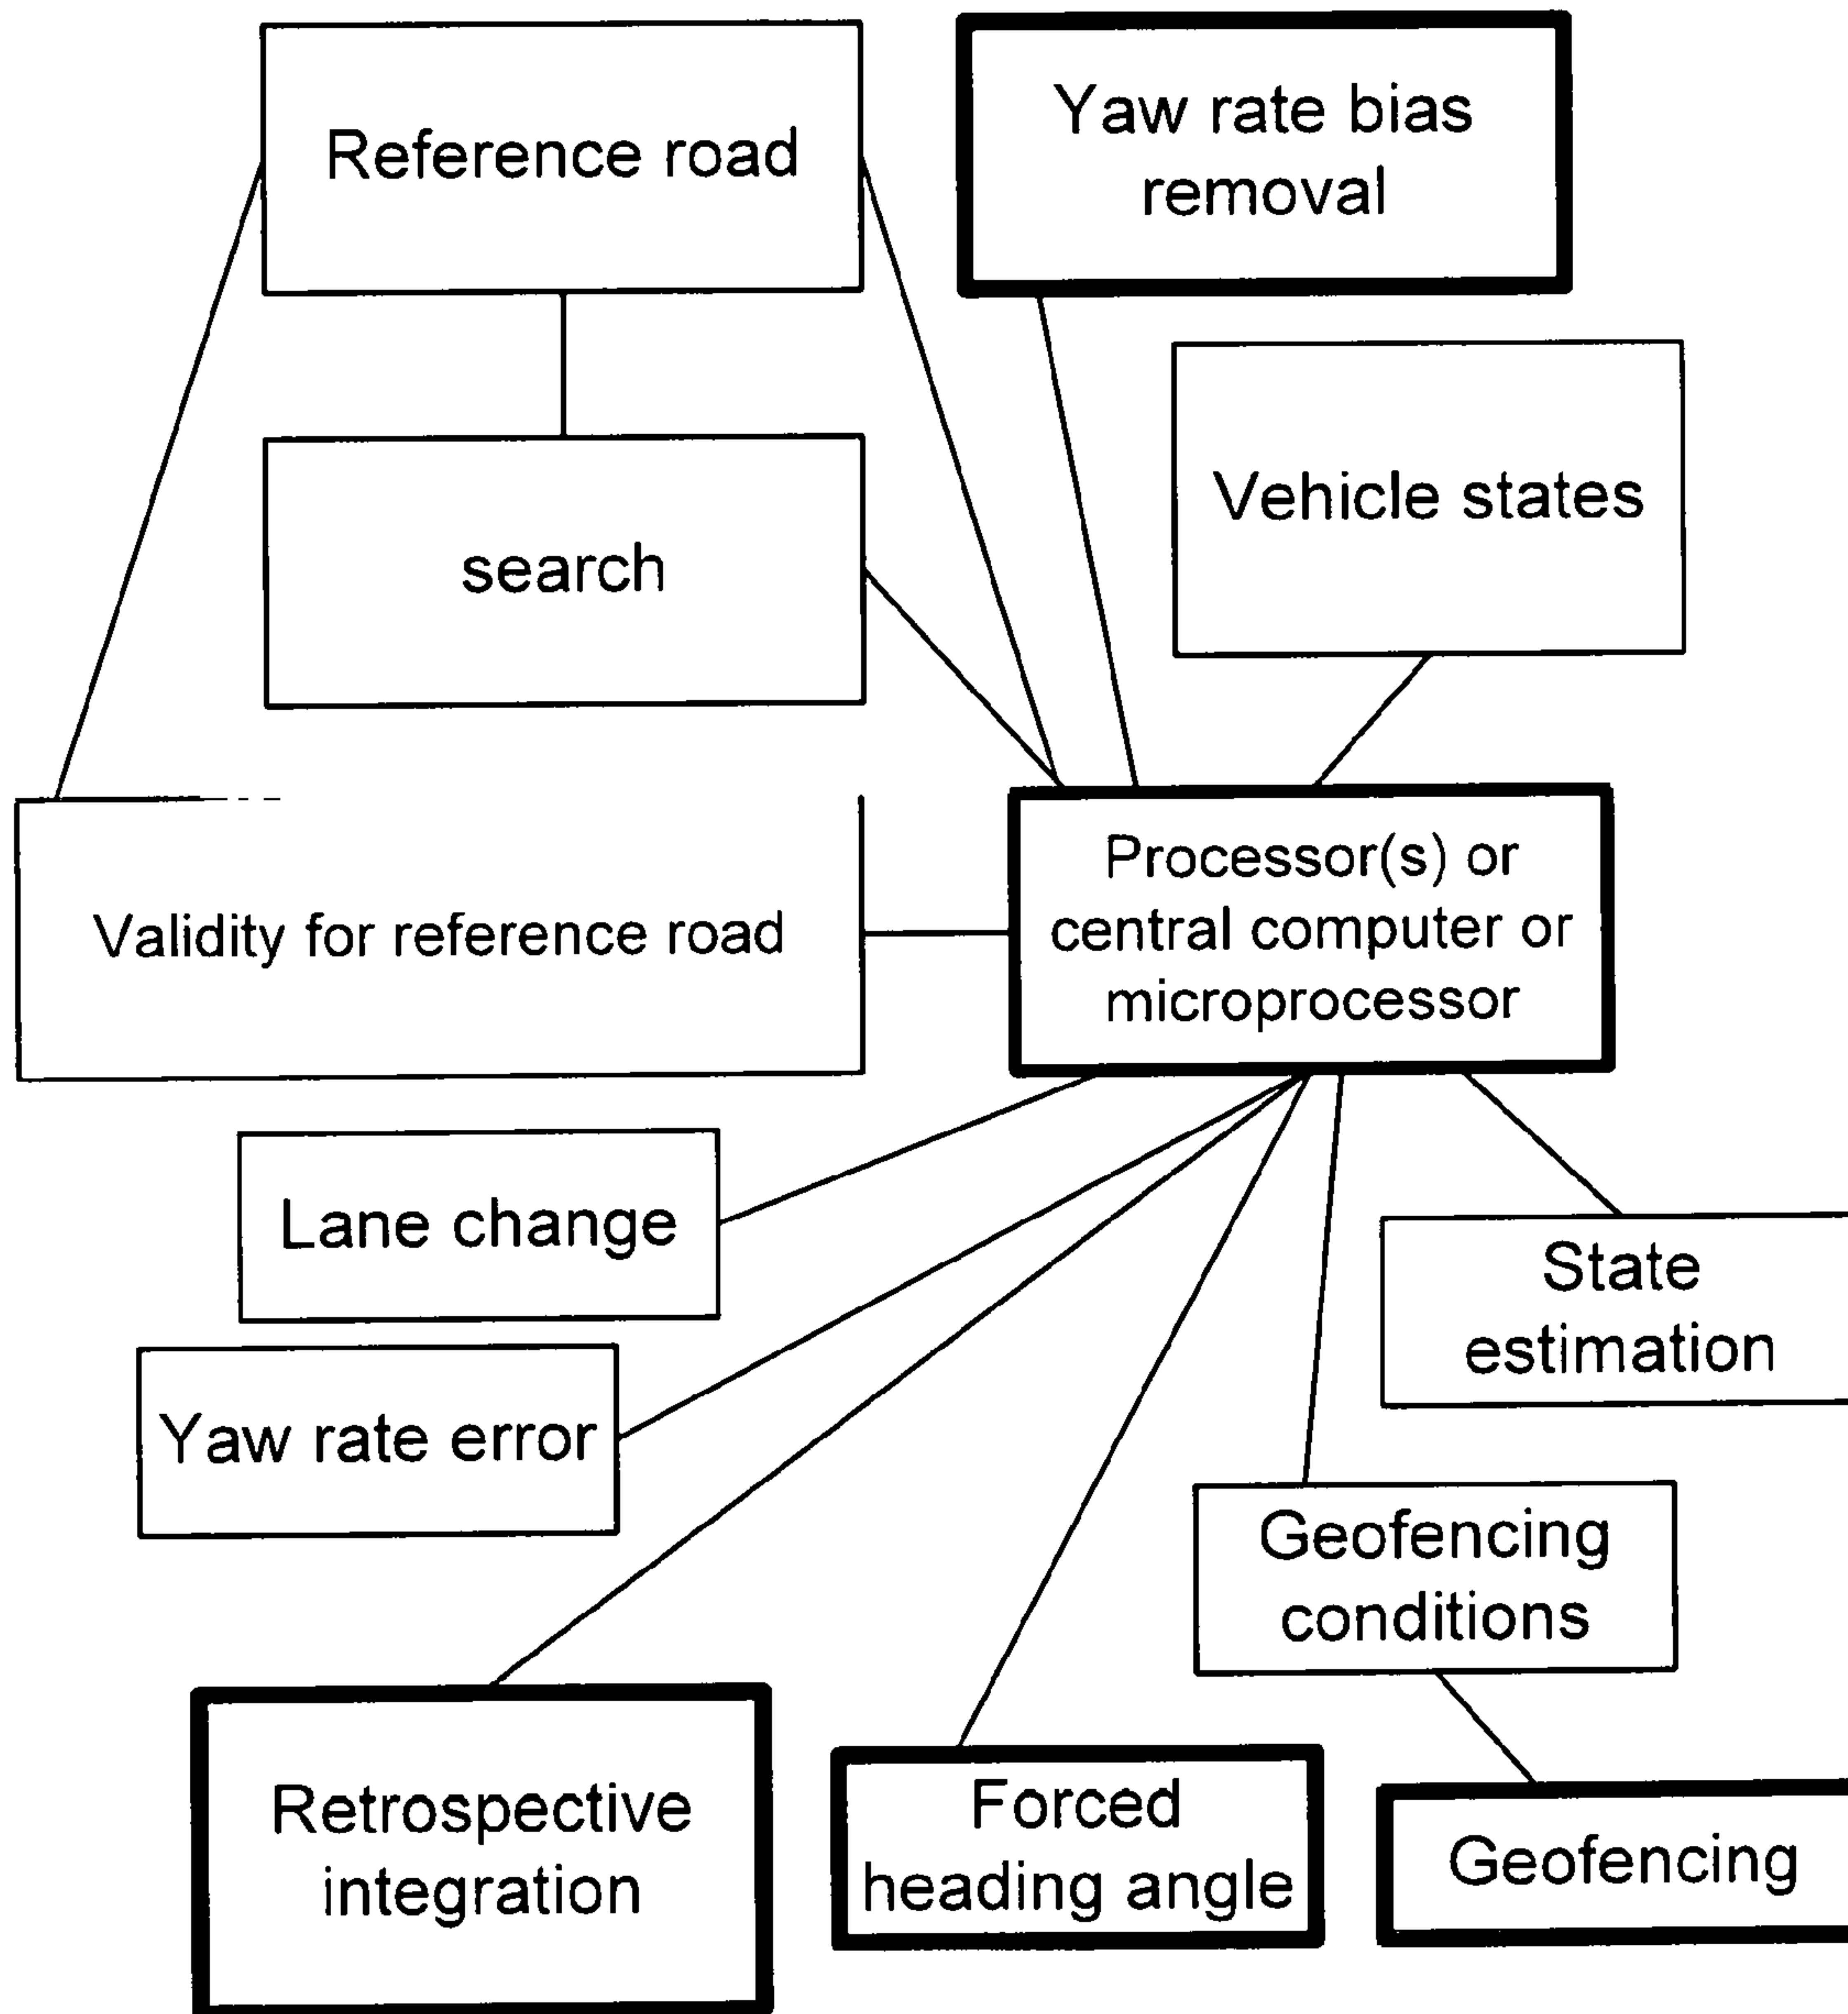 Reference road
Yaw rate bias
removal
Vehicle states
search
Processor(s) or
central computer or
microprocessor
Validity for reference road
Lane change
State
estimation
Yaw rate error
Geofencing
conditions
Retrospective
integration
Forced
heading angle
Geofencing